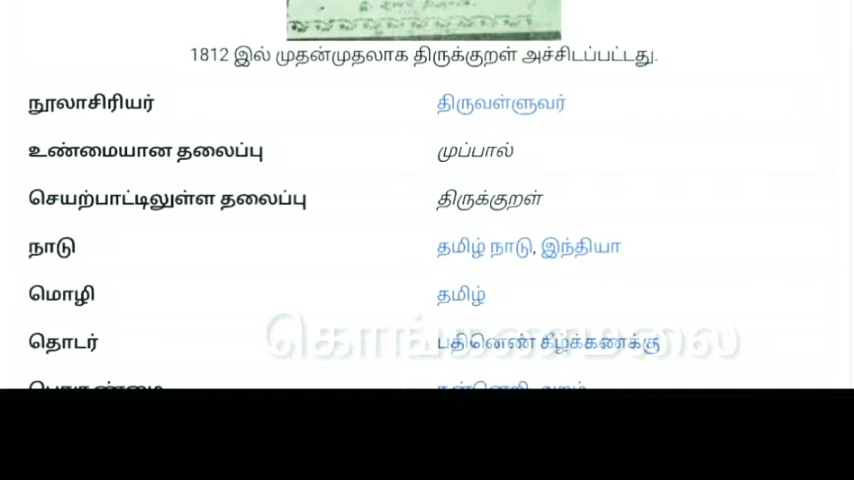 1812 இல் முதன்முதலாக திருக்குறள் அச்சிடப்பட்டது.
நூலாசிரியர் திருவள்ளுவர்
உண்மையான தலைப்பு முப்பால்
செயற்பாட்டிலுள்ள தலைப்பு திருக்குறள்
நாடு தமிழ் நாடு, இந்தியா
மொழி தமிழ்
தொடர் பதினெண் கீழ்க்கணக்கு